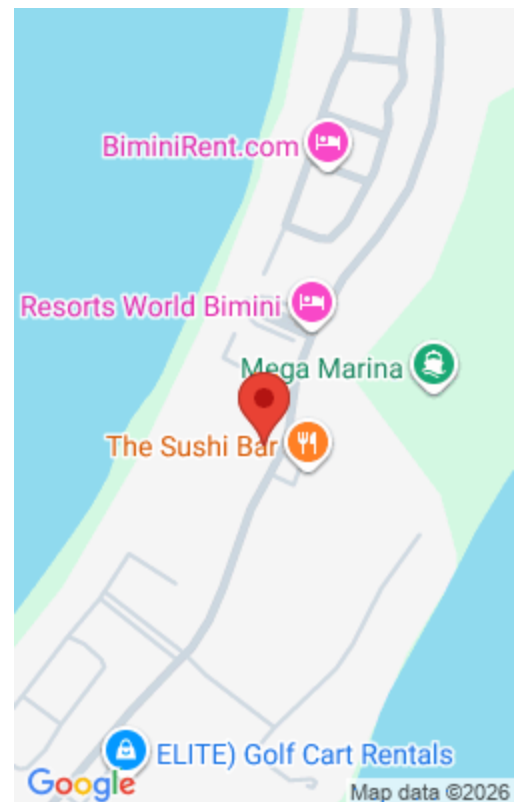 BiminiRent.com
Resorts World Bimini
Mega Marina
The Sushi Bar
ELITE) Golf Cart Rentals
Google
Map data ©2026